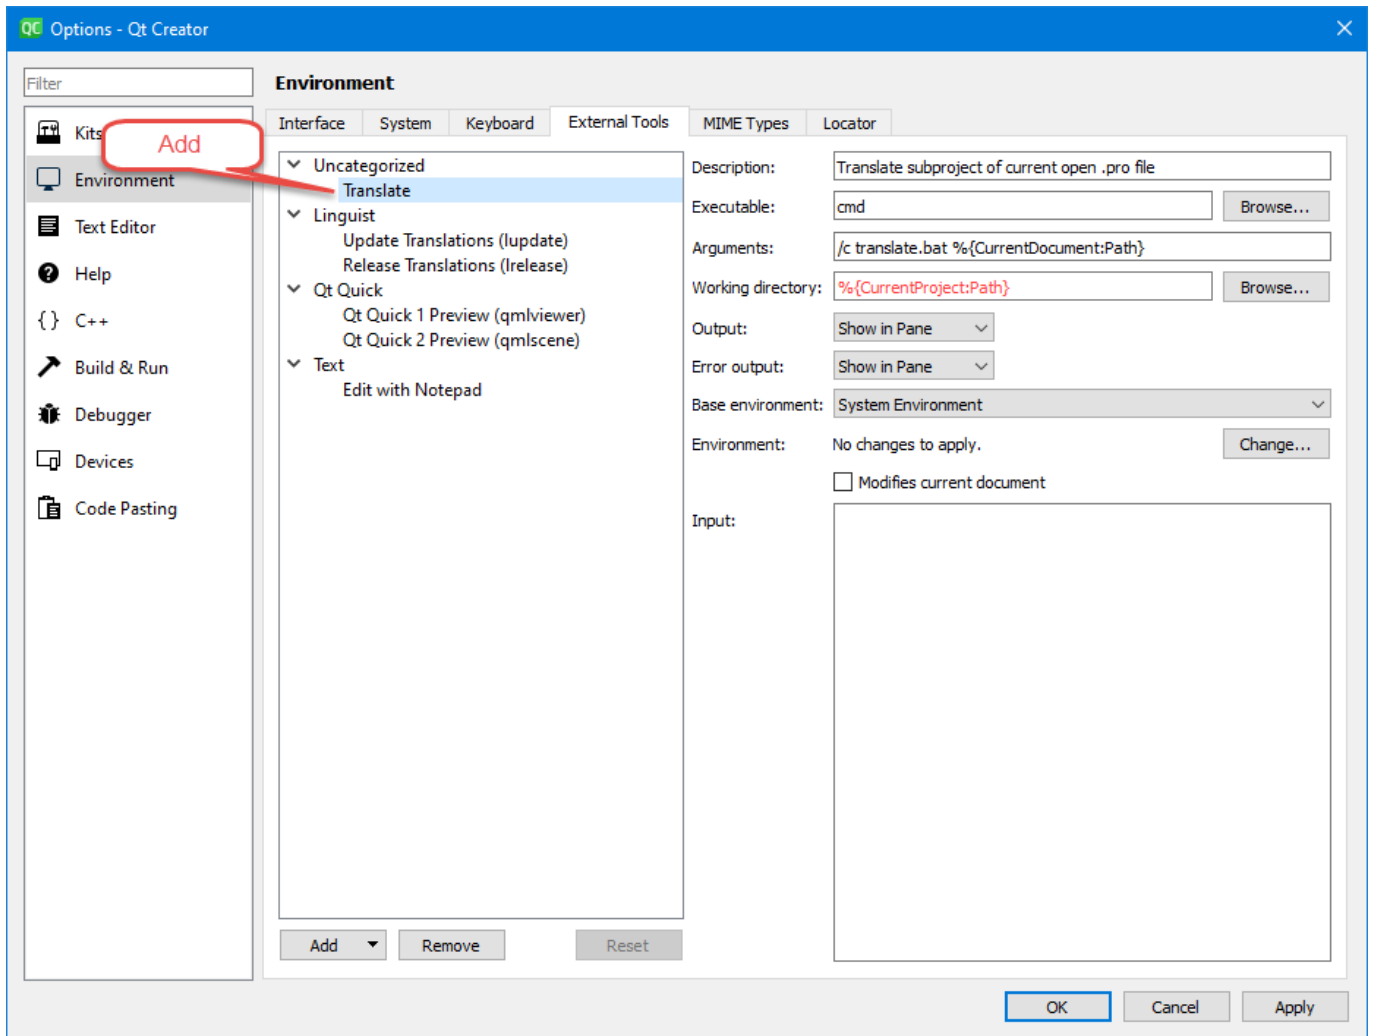 QC Options - Qt Creator
Filter
Environment
Kits
Add
Environment
Text Editor
Help
{} C++
Build & Run
Debugger
Devices
Code Pasting
Interface System Keyboard External Tools MIME Types Locator
Uncategorized
Translate
Linguist
Update Translations (lupdate)
Release Translations (lrelease)
Qt Quick
Qt Quick 1 Preview (qmlviewer)
Qt Quick 2 Preview (qmlscene)
Text
Edit with Notepad
Add Remove Reset
Description: Translate subproject of current open .pro file
Executable: cmd Browse...
Arguments: /c translate.bat %{CurrentDocument:Path}
Working directory: %{CurrentProject:Path} Browse...
Output: Show in Pane
Error output: Show in Pane
Base environment: System Environment
Environment: No changes to apply. Change...
Modifies current document
Input:
OK Cancel Apply